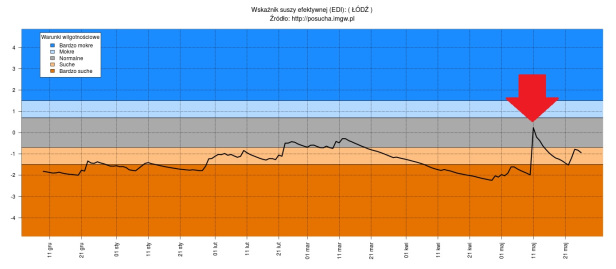 Wskaźnik suszy efektywnej (EDI): ( ŁÓDŹ )
Źródło: http://posucha.imgw.pl
Warunki wilgotnościowe
Bardzo mokre
Mokre
Normalne
Suche
Bardzo suche
4
3
2
1
0
-1
-2
-3
-4
11 gru
21 gru
01 sty
11 sty
21 sty
01 lut
11 lut
21 lut
01 mar
11 mar
21 mar
01 kwi
11 kwi
21 kwi
01 maj
11 maj
21 maj